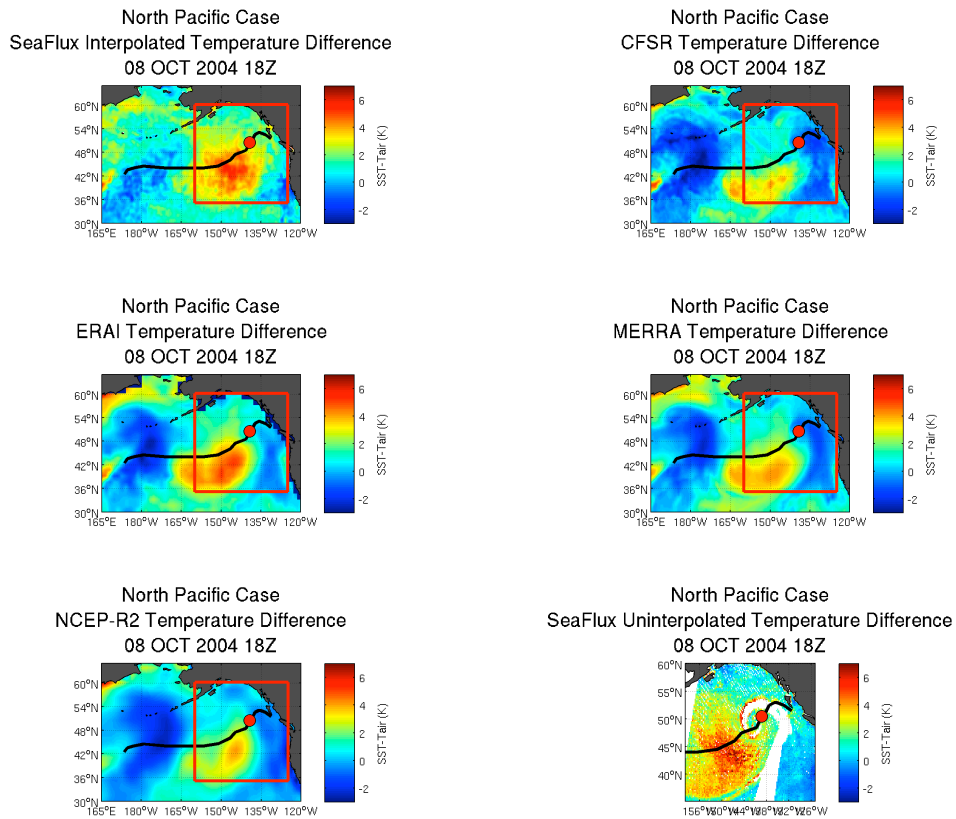 North Pacific Case
SeaFlux Interpolated Temperature Difference
08 OCT 2004 18Z
60°N
54°N
48°N
42°N
36°N
30°N
165°E 180°W 165°W 150°W 135°W 120°W
6
4
2
0
-2
SST-Tair (K)
North Pacific Case
CFSR Temperature Difference
08 OCT 2004 18Z
60°N
54°N
48°N
42°N
36°N
30°N
165°E 180°W 165°W 150°W 135°W 120°W
6
4
2
0
-2
SST-Tair (K)
North Pacific Case
ERAI Temperature Difference
08 OCT 2004 18Z
60°N
54°N
48°N
42°N
36°N
30°N
165°E 180°W 165°W 150°W 135°W 120°W
6
4
2
0
-2
SST-Tair (K)
North Pacific Case
MERRA Temperature Difference
08 OCT 2004 18Z
60°N
54°N
48°N
42°N
36°N
30°N
165°E 180°W 165°W 150°W 135°W 120°W
6
4
2
0
-2
SST-Tair (K)
North Pacific Case
NCEP-R2 Temperature Difference
08 OCT 2004 18Z
60°N
54°N
48°N
42°N
36°N
30°N
165°E 180°W 165°W 150°W 135°W 120°W
6
4
2
0
-2
SST-Tair (K)
North Pacific Case
SeaFlux Uninterpolated Temperature Difference
08 OCT 2004 18Z
60°N
55°N
50°N
45°N
40°N
156°W 150°W 144°W 138°W 132°W 126°W
6
4
2
0
-2
SST-Tair (K)